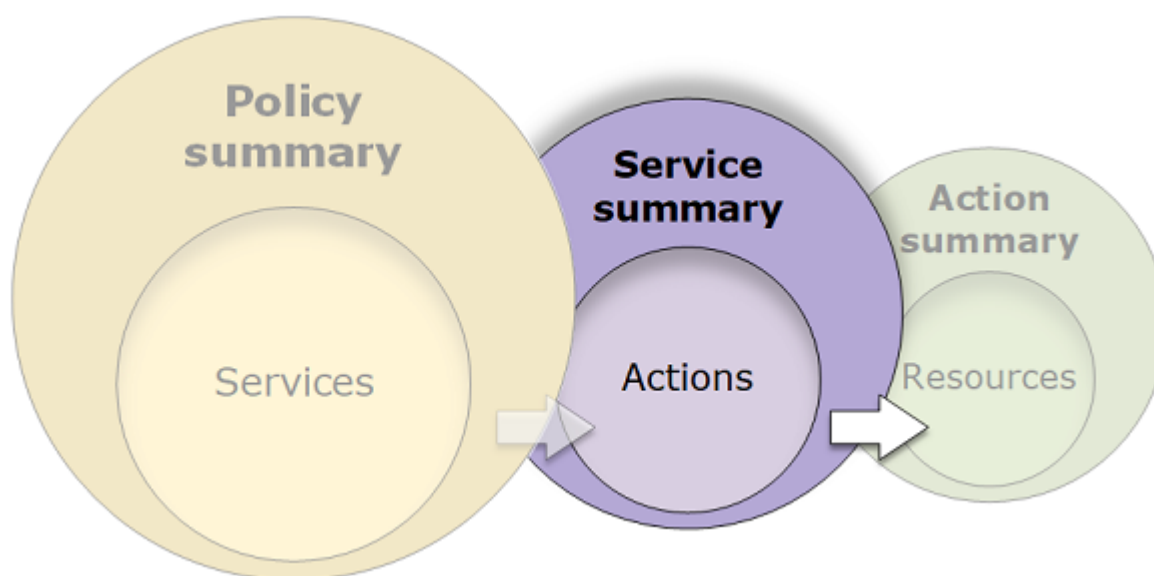 Policy
summary
Services
Service
summary
Actions
Action
summary
Resources